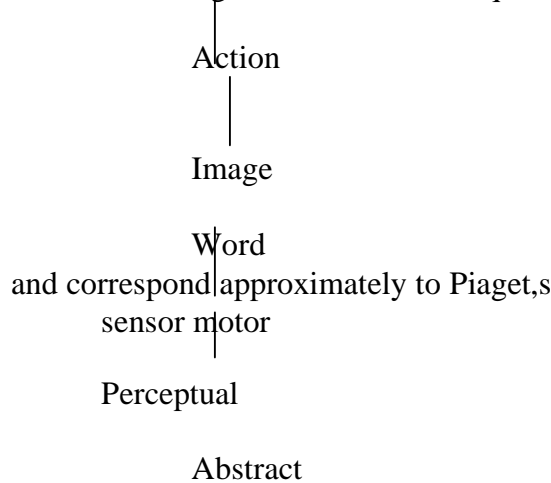 Action
Image
Word
and correspond approximately to Piaget,s
sensor motor
Perceptual
Abstract